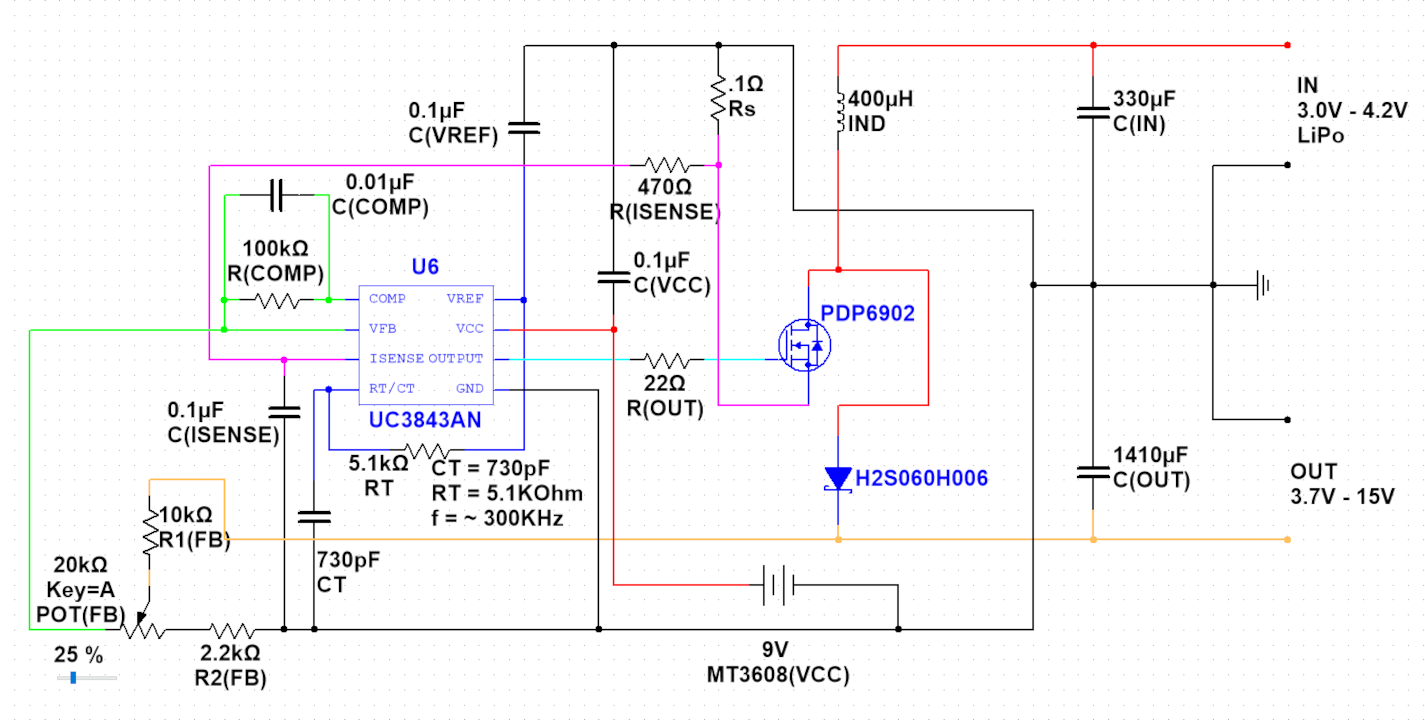 0.1µF
C(VREF)
.1Ω
Rs
400µH
IND
330µF
C(IN)
IN
3.0V - 4.2V
LiPo
0.01µF
C(COMP)
470Ω
R(ISENSE)
100kΩ
R(COMP)
U6
0.1µF
C(VCC)
COMP
VREF
VFB
VCC
ISENSE
OUTPUT
RT/CT
GND
UC3843AN
PDP6902
22Ω
R(OUT)
0.1µF
C(ISENSE)
5.1kΩ
RT
CT = 730pF
RT = 5.1KOhm
f = ~ 300KHz
H2S060H006
1410µF
C(OUT)
OUT
3.7V - 15V
10kΩ
R1(FB)
730pF
CT
20kΩ
Key=A
POT(FB)
25 %
2.2kΩ
R2(FB)
9V
MT3608(VCC)